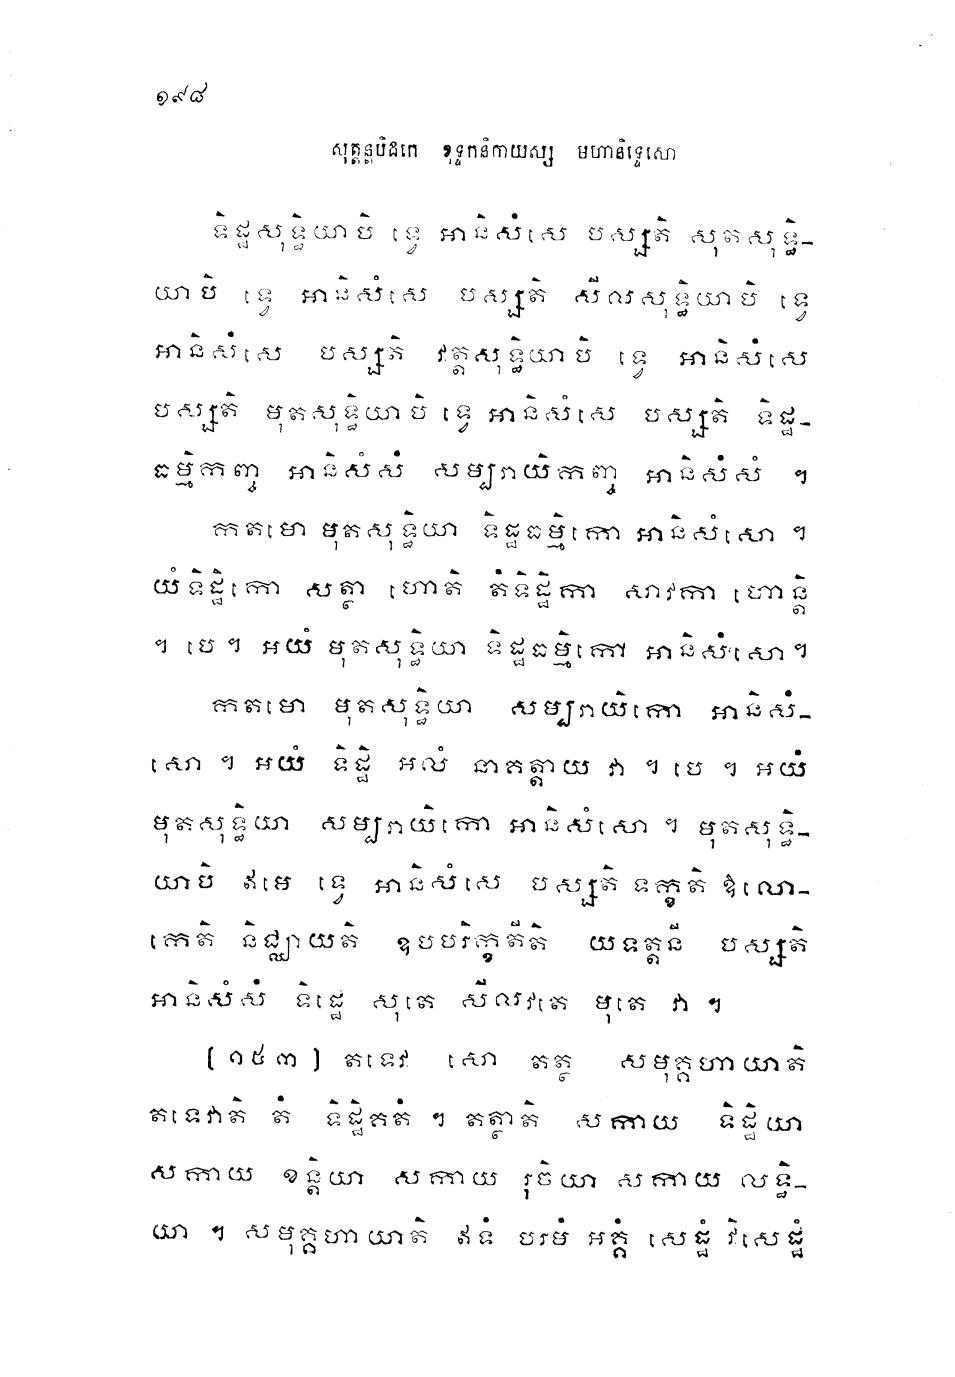 ១៩៨
សុត្តន្តបិដកេ ខុទ្ទកនិកាយស្ស មហានិទ្ទេសោ
ទិដ្ឋសុទ្ធិយាបិ ទ្វេ អានិសំសេ បស្សតិ សុតសុទ្ធិ-
យាបិ ទ្វេ អានិសំសេ បស្សតិ សីលសុទ្ធិយាបិ ទ្វេ
អានិសំសេ បស្សតិ វត្តសុទ្ធិយាបិ ទ្វេ អានិសំសេ
បស្សតិ មុតសុទ្ធិយាបិ ទ្វេ អានិសំសេ បស្សតិ ទិដ្ឋ-
ធម្មិកញ្ច អានិសំសំ សម្បរាយិកញ្ច អានិសំសំ ។
កតមោ មុតសុទ្ធិយា ទិដ្ឋធម្មិកោ អានិសំសោ ។
យំទិដ្ឋិកោ សត្ថា ហោតិ តំទិដ្ឋិកា សាវកា ហោន្តិ
។ បេ ។ អយំ មុតសុទ្ធិយា ទិដ្ឋធម្មិកោ អានិសំសោ ។
កតមោ មុតសុទ្ធិយា សម្បរាយិកោ អានិសំ-
សោ ។ អយំ ទិដ្ឋិ អលំ នាគត្តាយ វា ។ បេ ។ អយំ
មុតសុទ្ធិយា សម្បរាយិកោ អានិសំសោ ។ មុតសុទ្ធិ-
យាបិ ឥមេ ទ្វេ អានិសំសេ បស្សតិ ទក្ខតិ ឱលោ-
កេតិ និជ្ឈាយតិ ឧបបរិក្ខតីតិ យទត្តនី បស្សតិ
អានិសំសំ ទិដ្ឋេ សុតេ សីលវតេ មុតេ វា ។
(១៥៣) តទេវ សោ តត្ថ សមុគ្គហាយាតិ
តទេវាតិ តំ ទិដ្ឋិគតំ ។ តត្ថាតិ សកាយ ទិដ្ឋិយា
សកាយ ខន្តិយា សកាយ រុចិយា សកាយ លទ្ធិ-
យា ។ សមុគ្គហាយាតិ ឥទំ បរមំ អគ្គំ សេដ្ឋំ វិសេដ្ឋំ